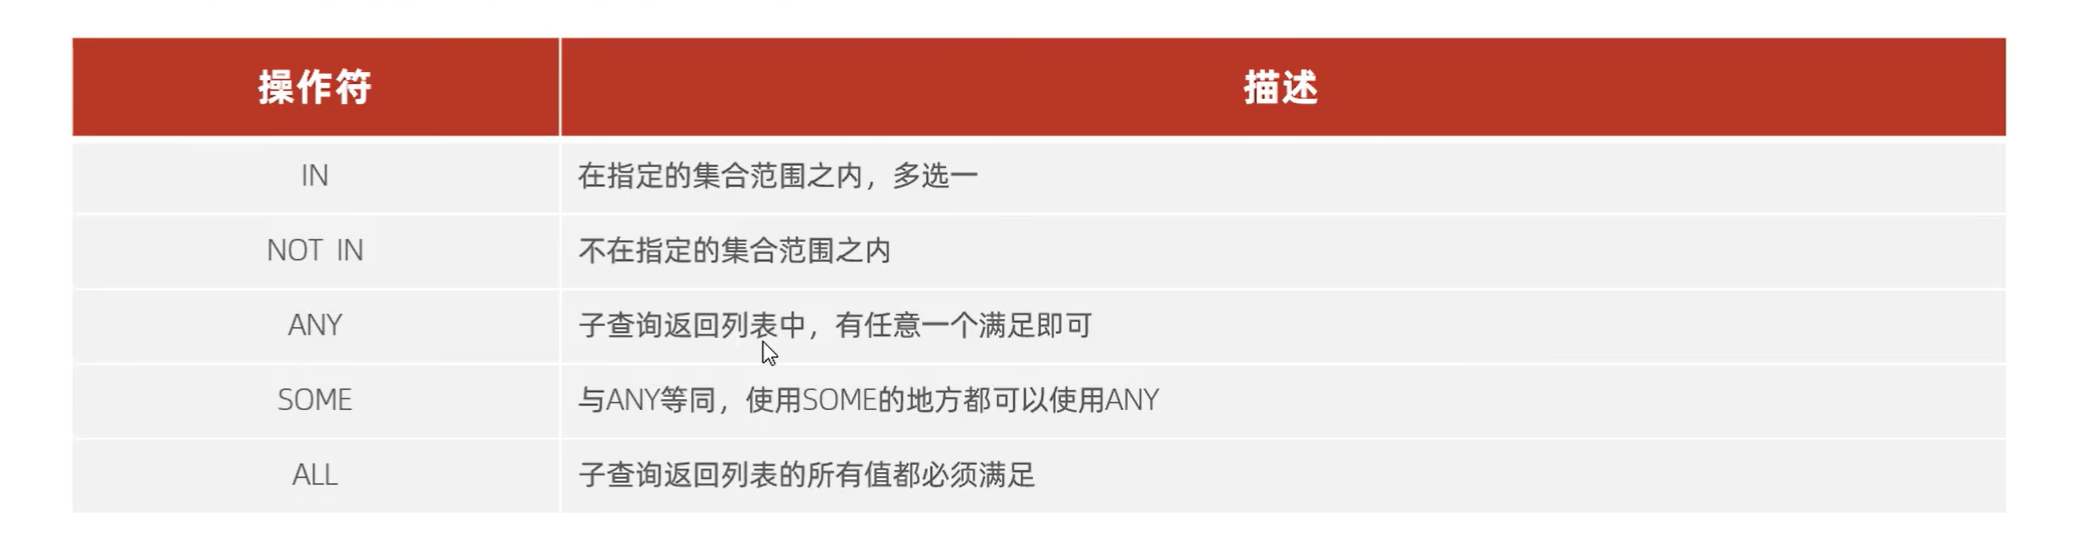 操作符 描述
IN 在指定的集合范围之内，多选一
NOT IN 不在指定的集合范围之内
ANY 子查询返回列表中，有任意一个满足即可
SOME 与ANY等同，使用SOME的地方都可以使用ANY
ALL 子查询返回列表的所有值都必须满足